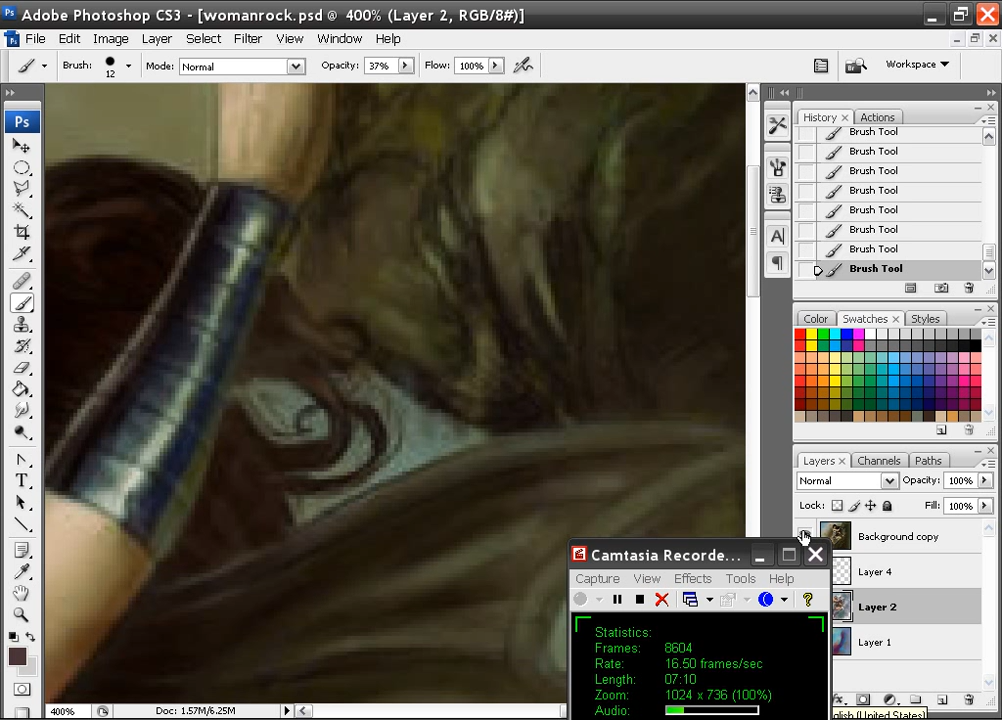 Adobe Photoshop CS3 - [womanrock.psd @ 400% (Layer 2, RGB/8#)]
File Edit Image Layer Select Filter View Window Help
Brush: 12 Mode: Normal Opacity: 37% Flow: 100% Workspace
Ps
History Actions
Brush Tool
Brush Tool
Brush Tool
Brush Tool
Brush Tool
Brush Tool
Brush Tool
Brush Tool
Color Swatches Styles
Layers Channels Paths
Normal Opacity: 100%
Lock: Fill: 100%
Background copy
Layer 4
Layer 2
Layer 1
Camtasia Recorde...
Capture View Effects Tools Help
Statistics:
Frames: 8604
Rate: 16.50 frames/sec
Length: 07:10
Zoom: 1024 x 736 (100%)
Audio:
400% Doc: 1.57M/6.25M
glish (United States)